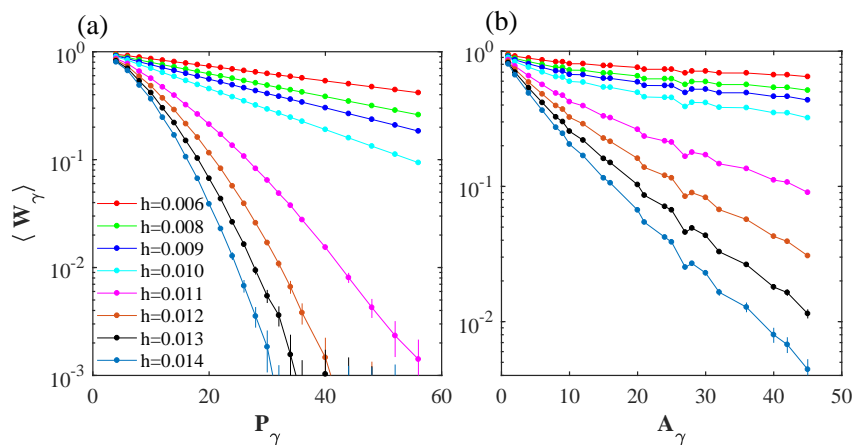 (a)
(b)
10^0
10^-1
10^-2
10^-3
⟨ W_γ ⟩
h=0.006
h=0.008
h=0.009
h=0.010
h=0.011
h=0.012
h=0.013
h=0.014
0 20 40 60
P_γ
10^0
10^-1
10^-2
0 10 20 30 40 50
A_γ